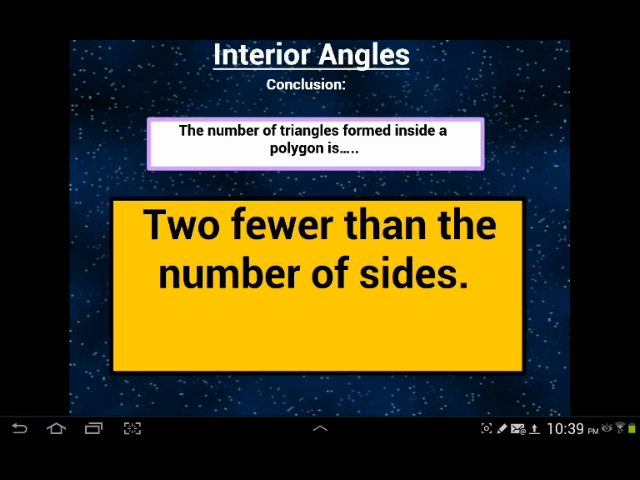 Interior Angles
Conclusion:
The number of triangles formed inside a
polygon is.....
Two fewer than the
number of sides.
10:39 PM